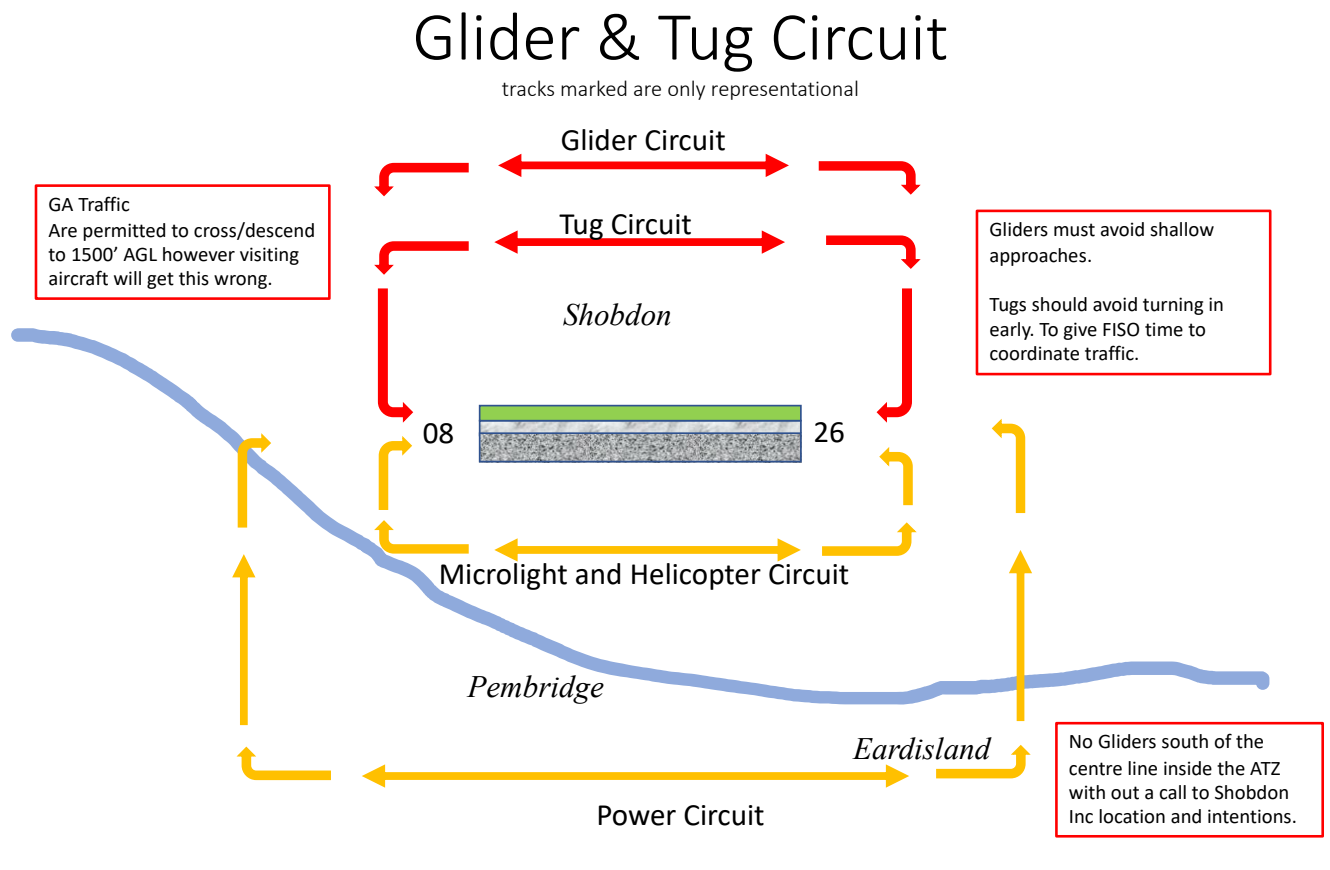 Glider & Tug Circuit
tracks marked are only representational
Glider Circuit
GA Traffic
Are permitted to cross/descend
to 1500’ AGL however visiting
aircraft will get this wrong.
Tug Circuit
Gliders must avoid shallow
approaches.
Tugs should avoid turning in
early. To give FISO time to
coordinate traffic.
Shobdon
08
26
Microlight and Helicopter Circuit
Pembridge
Eardisland
No Gliders south of the
centre line inside the ATZ
with out a call to Shobdon
Inc location and intentions.
Power Circuit